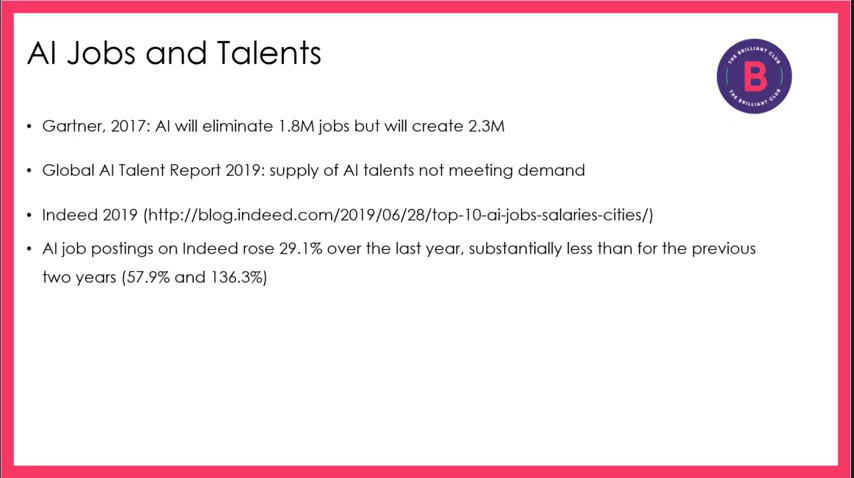 AI Jobs and Talents
THE BRILLIANT CLUB
B
THE BRILLIANT CLUB
• Gartner, 2017: AI will eliminate 1.8M jobs but will create 2.3M
• Global AI Talent Report 2019: supply of AI talents not meeting demand
• Indeed 2019 (http://blog.indeed.com/2019/06/28/top-10-ai-jobs-salaries-cities/)
• AI job postings on Indeed rose 29.1% over the last year, substantially less than for the previous
two years (57.9% and 136.3%)